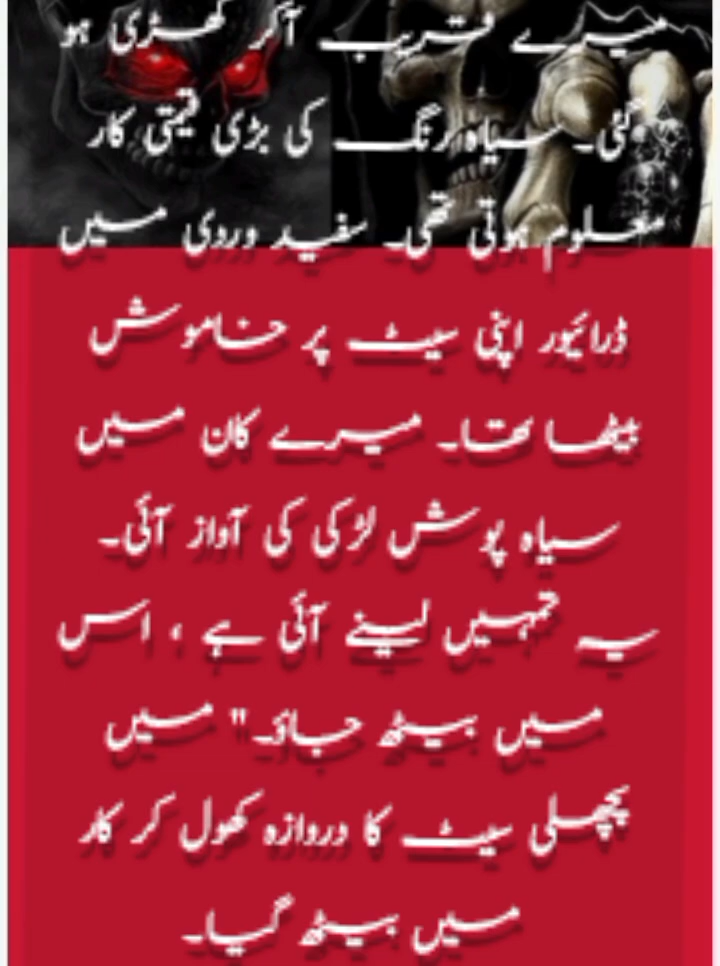 میرے قریب آکر کھڑی ہو
گئی۔ سیاہ رنگ کی بڑی قیمتی کار
معلوم ہوتی تھی۔ سفید وردی میں
ڈرائیور اپنی سیٹ پر خاموش
بیٹھا تھا۔ میرے کان میں
سیاہ پوش لڑکی کی آواز آئی۔
یہ تمہیں لینے آئی ہے ، اس
میں بیٹھ جاؤ۔" میں
پچھلی سیٹ کا دروازہ کھول کر کار
میں بیٹھ گیا۔